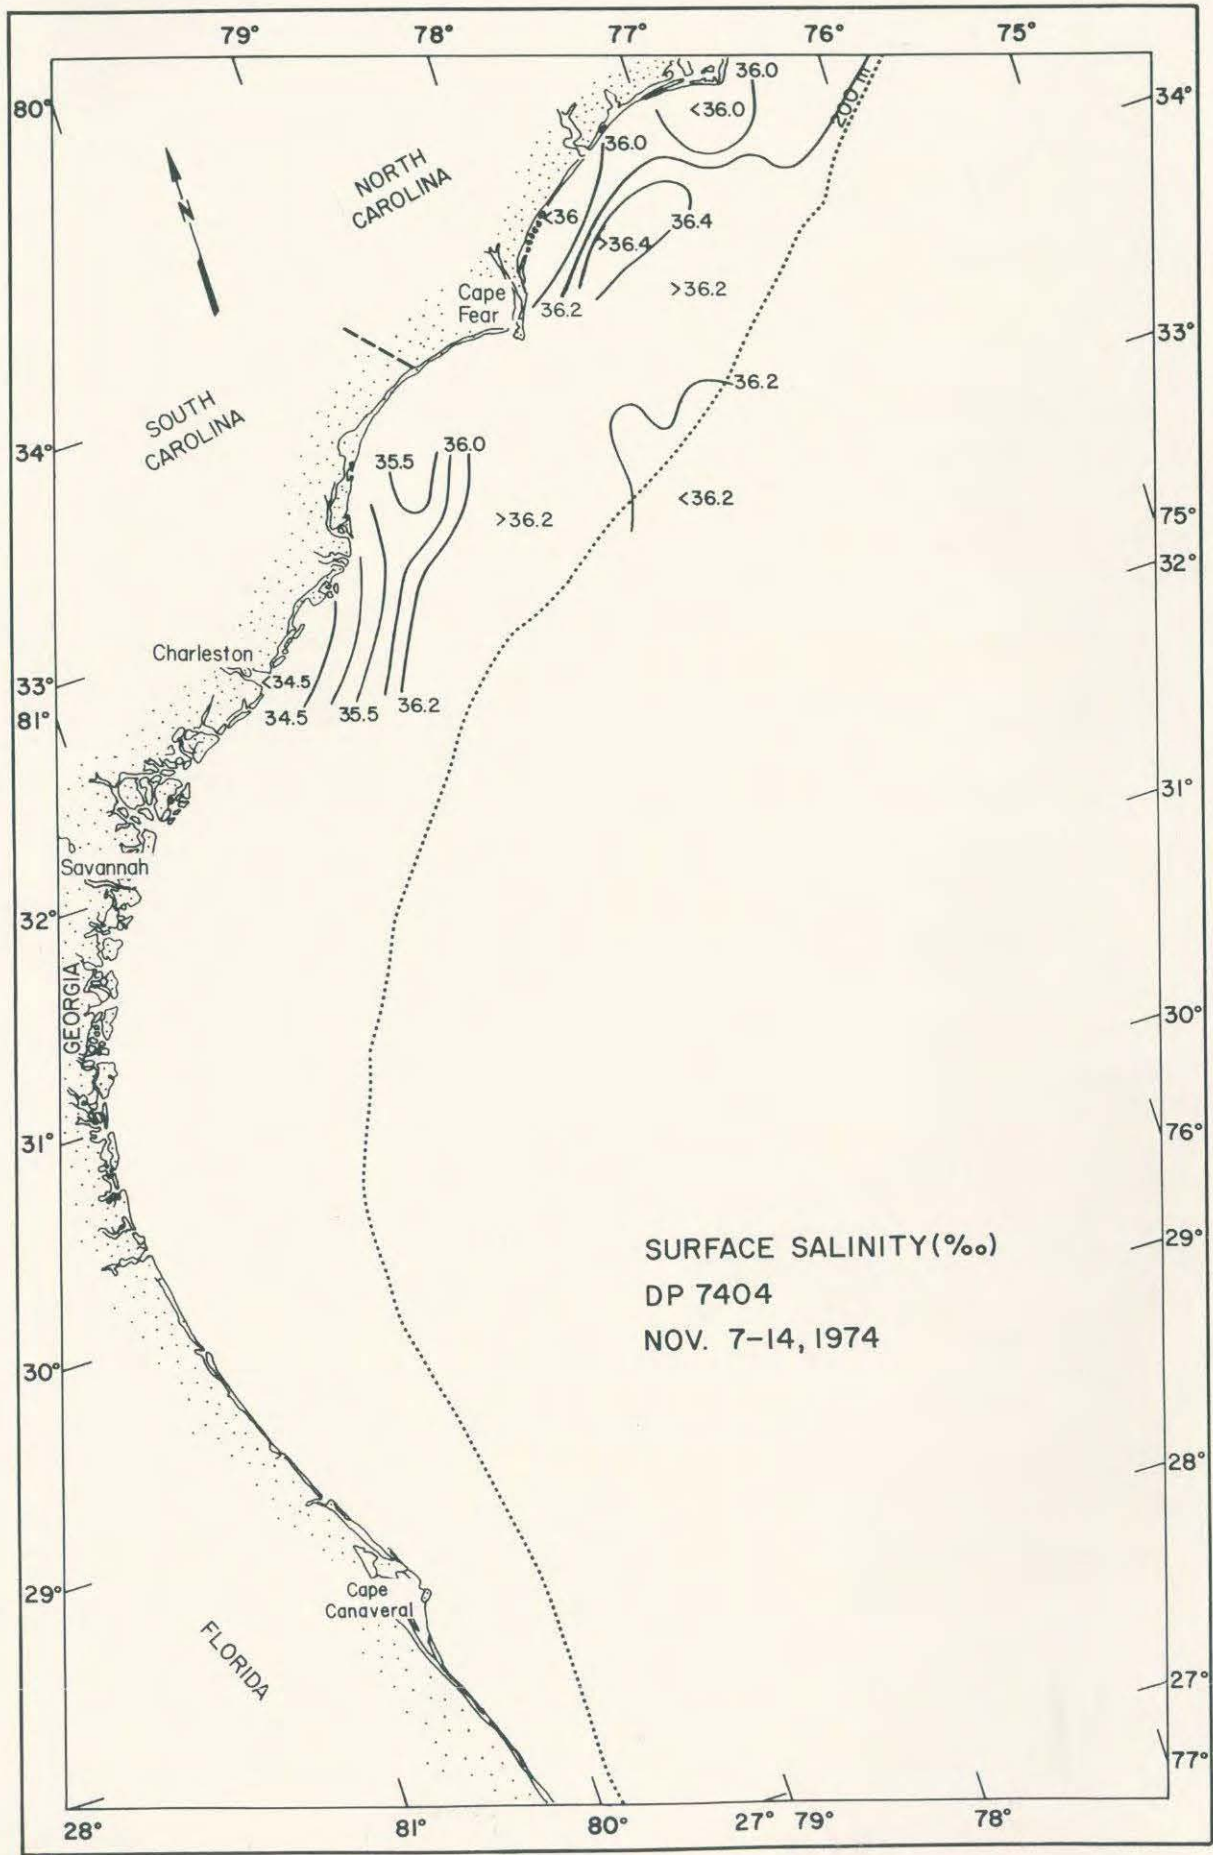 79° 78° 77° 76° 75°
80°
34°
36.0
<36.0
200 m
36.0
NORTH
CAROLINA
N
<36
36.4
>36.4
>36.2
Cape
Fear
36.2
33°
36.2
SOUTH
CAROLINA
34°
35.5
36.0
<36.2
>36.2
75°
32°
Charleston
<34.5
33°
81°
34.5 35.5 36.2
31°
Savannah
32°
GEORGIA
30°
31°
76°
SURFACE SALINITY (‰)
29°
DP 7404
NOV. 7-14, 1974
30°
28°
29°
Cape
Canaveral
FLORIDA
27°
77°
28° 81° 80° 27° 79° 78°